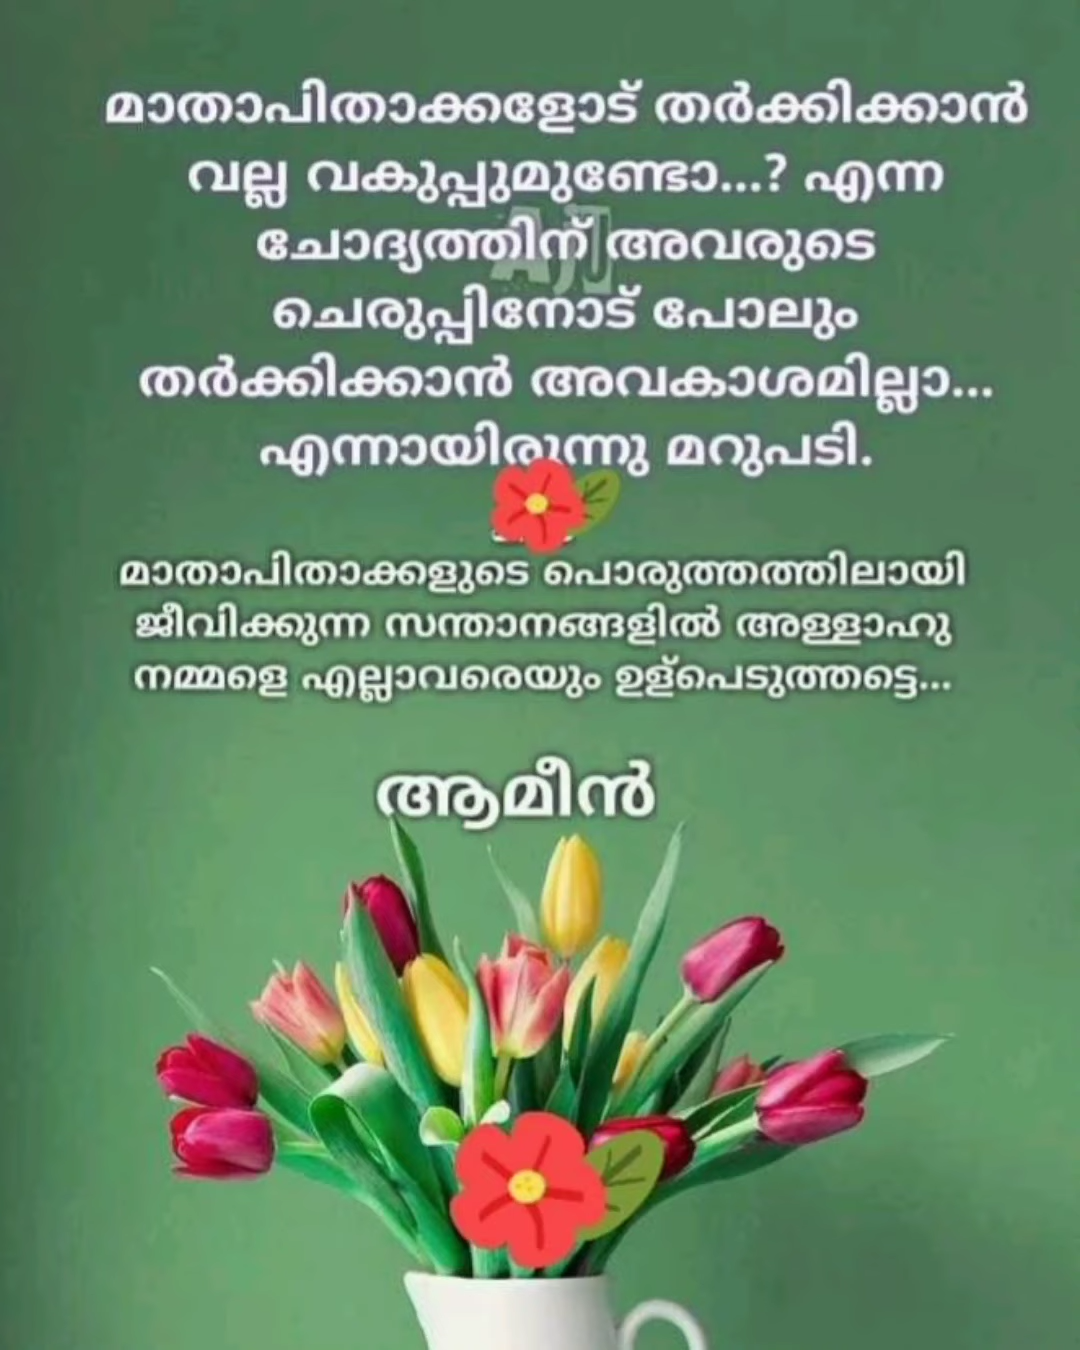 മാതാപിതാക്കളോട് തർക്കിക്കാൻ
വല്ല വകുപ്പുമുണ്ടോ...? എന്ന
ചോദ്യത്തിന് അവരുടെ
ചെരുപ്പിനോട് പോലും
തർക്കിക്കാൻ അവകാശമില്ലാ...
എന്നായിരുന്നു മറുപടി.
മാതാപിതാക്കളുടെ പൊരുത്തത്തിലായി
ജീവിക്കുന്ന സന്താനങ്ങളിൽ അള്ളാഹു
നമ്മളെ എല്ലാവരെയും ഉള്പെടുത്തട്ടെ...
ആമീൻ